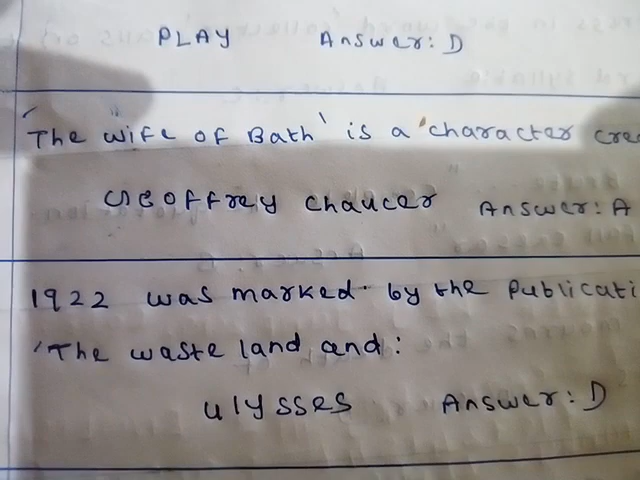 PLAY Answer: D
'The wife of Bath' is a 'character cre
Geoffrey chaucer Answer: A
1922 was marked by the Publicati
'The waste land and:
ulysses Answer: D